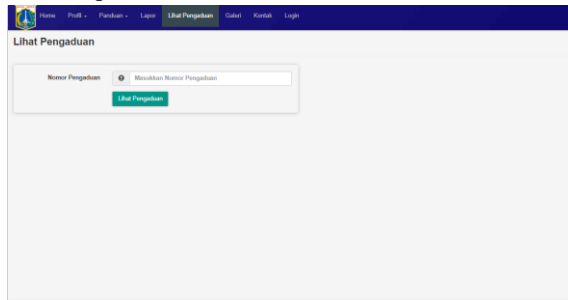 Home Profil Panduan Lapor Lihat Pengaduan Galeri Kontak Login
Lihat Pengaduan
Nomor Pengaduan Masukkan Nomor Pengaduan
Lihat Pengaduan